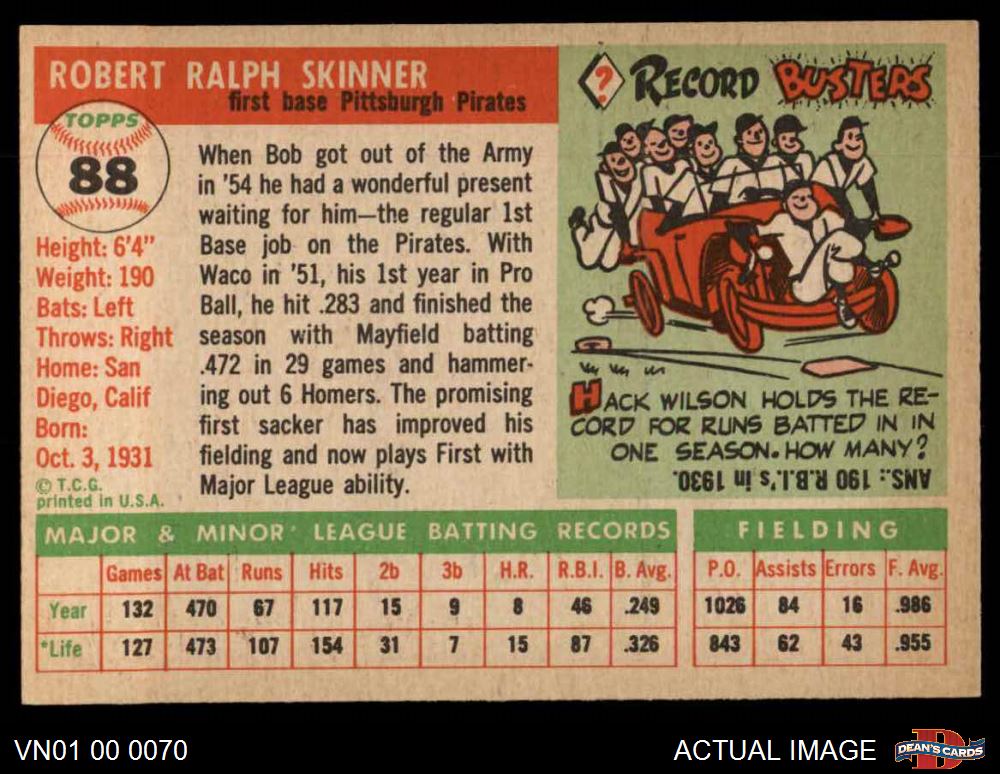 ROBERT RALPH SKINNER
first base Pittsburgh Pirates
TOPPS
88
Height: 6'4"
Weight: 190
Bats: Left
Throws: Right
Home: San
Diego, Calif
Born:
Oct. 3, 1931
© T.C.G.
printed in U.S.A.
When Bob got out of the Army
in '54 he had a wonderful present
waiting for him—the regular 1st
Base job on the Pirates. With
Waco in '51, his 1st year in Pro
Ball, he hit .283 and finished the
season with Mayfield batting
.472 in 29 games and hammer-
ing out 6 Homers. The promising
first sacker has improved his
fielding and now plays First with
Major League ability.
? RECORD BUSTERS
HACK WILSON HOLDS THE RE-
CORD FOR RUNS BATTED IN IN
ONE SEASON. HOW MANY?
ANS.: 190 R.B.I.'s in 1930.
MAJOR & MINOR LEAGUE BATTING RECORDS
Games At Bat Runs Hits 2b 3b H.R. R.B.I. B. Avg.
Year 132 470 67 117 15 9 8 46 .249
*Life 127 473 107 154 31 7 15 87 .326
FIELDING
P.O. Assists Errors F. Avg.
1026 84 16 .986
843 62 43 .955
VN01 00 0070
ACTUAL IMAGE
D
DEAN'S CARDS